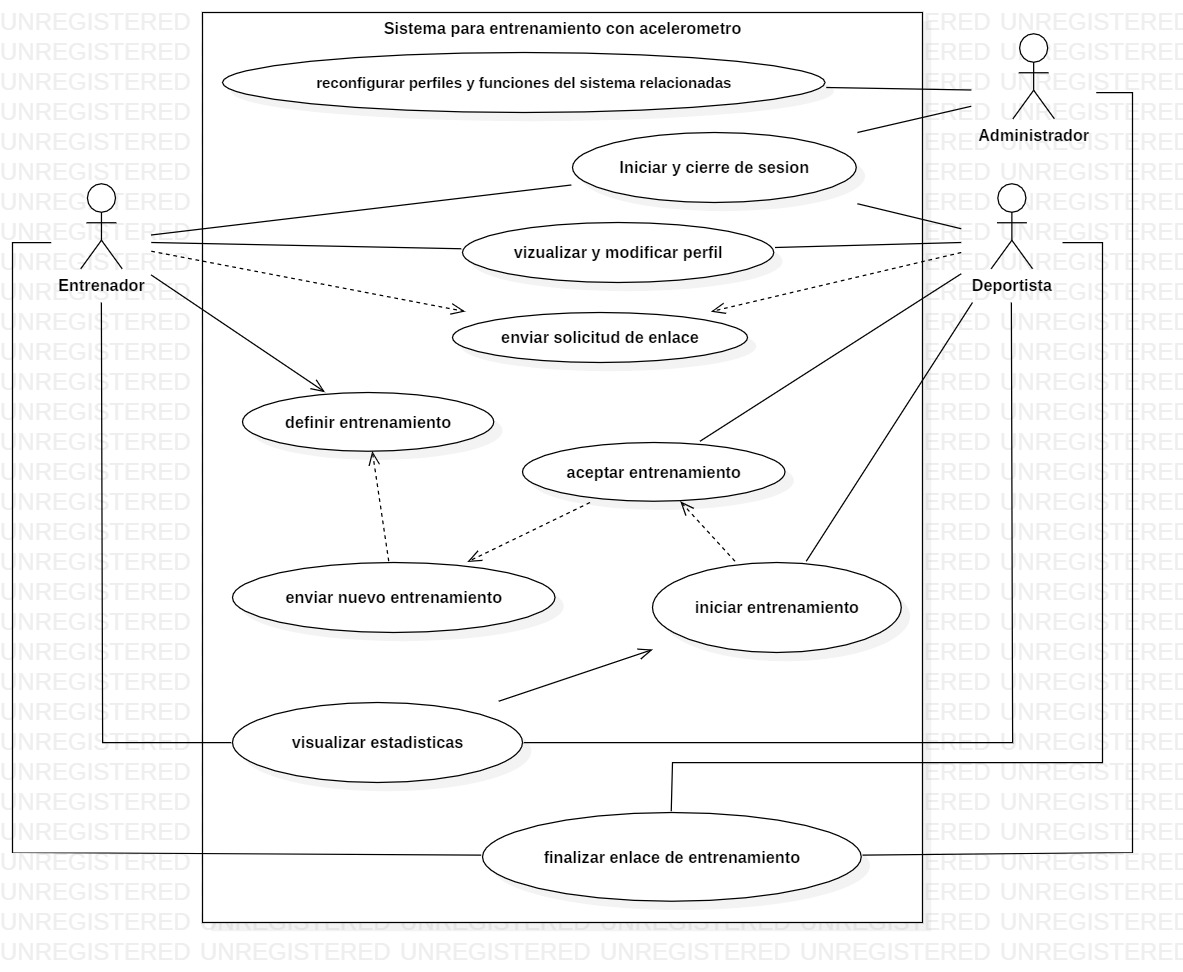 Sistema para entrenamiento con acelerometro
reconfigurar perfiles y funciones del sistema relacionadas
Administrador
Iniciar y cierre de sesion
vizualizar y modificar perfil
Entrenador
Deportista
enviar solicitud de enlace
definir entrenamiento
aceptar entrenamiento
enviar nuevo entrenamiento
iniciar entrenamiento
visualizar estadisticas
finalizar enlace de entrenamiento
UNREGISTERED UNREGISTERED UNREGISTERED UNREGISTERED UNREGISTERED UNREGISTERED